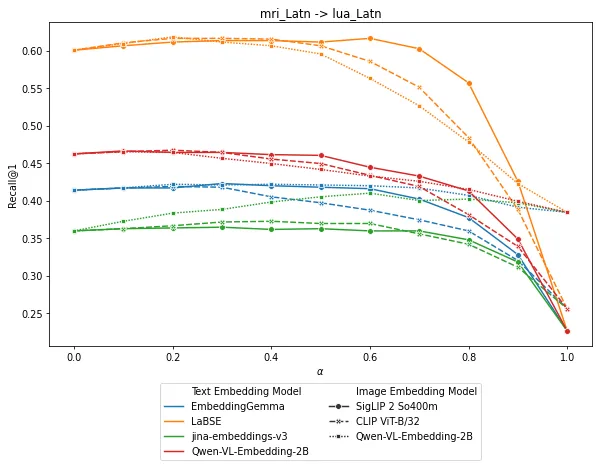 mri_Latn -> lua_Latn
Recall@1
0.60
0.55
0.50
0.45
0.40
0.35
0.30
0.25
0.0
0.2
0.4
0.6
0.8
1.0
α
Text Embedding Model
EmbeddingGemma
LaBSE
jina-embeddings-v3
Qwen-VL-Embedding-2B
Image Embedding Model
SigLIP 2 So400m
CLIP ViT-B/32
Qwen-VL-Embedding-2B